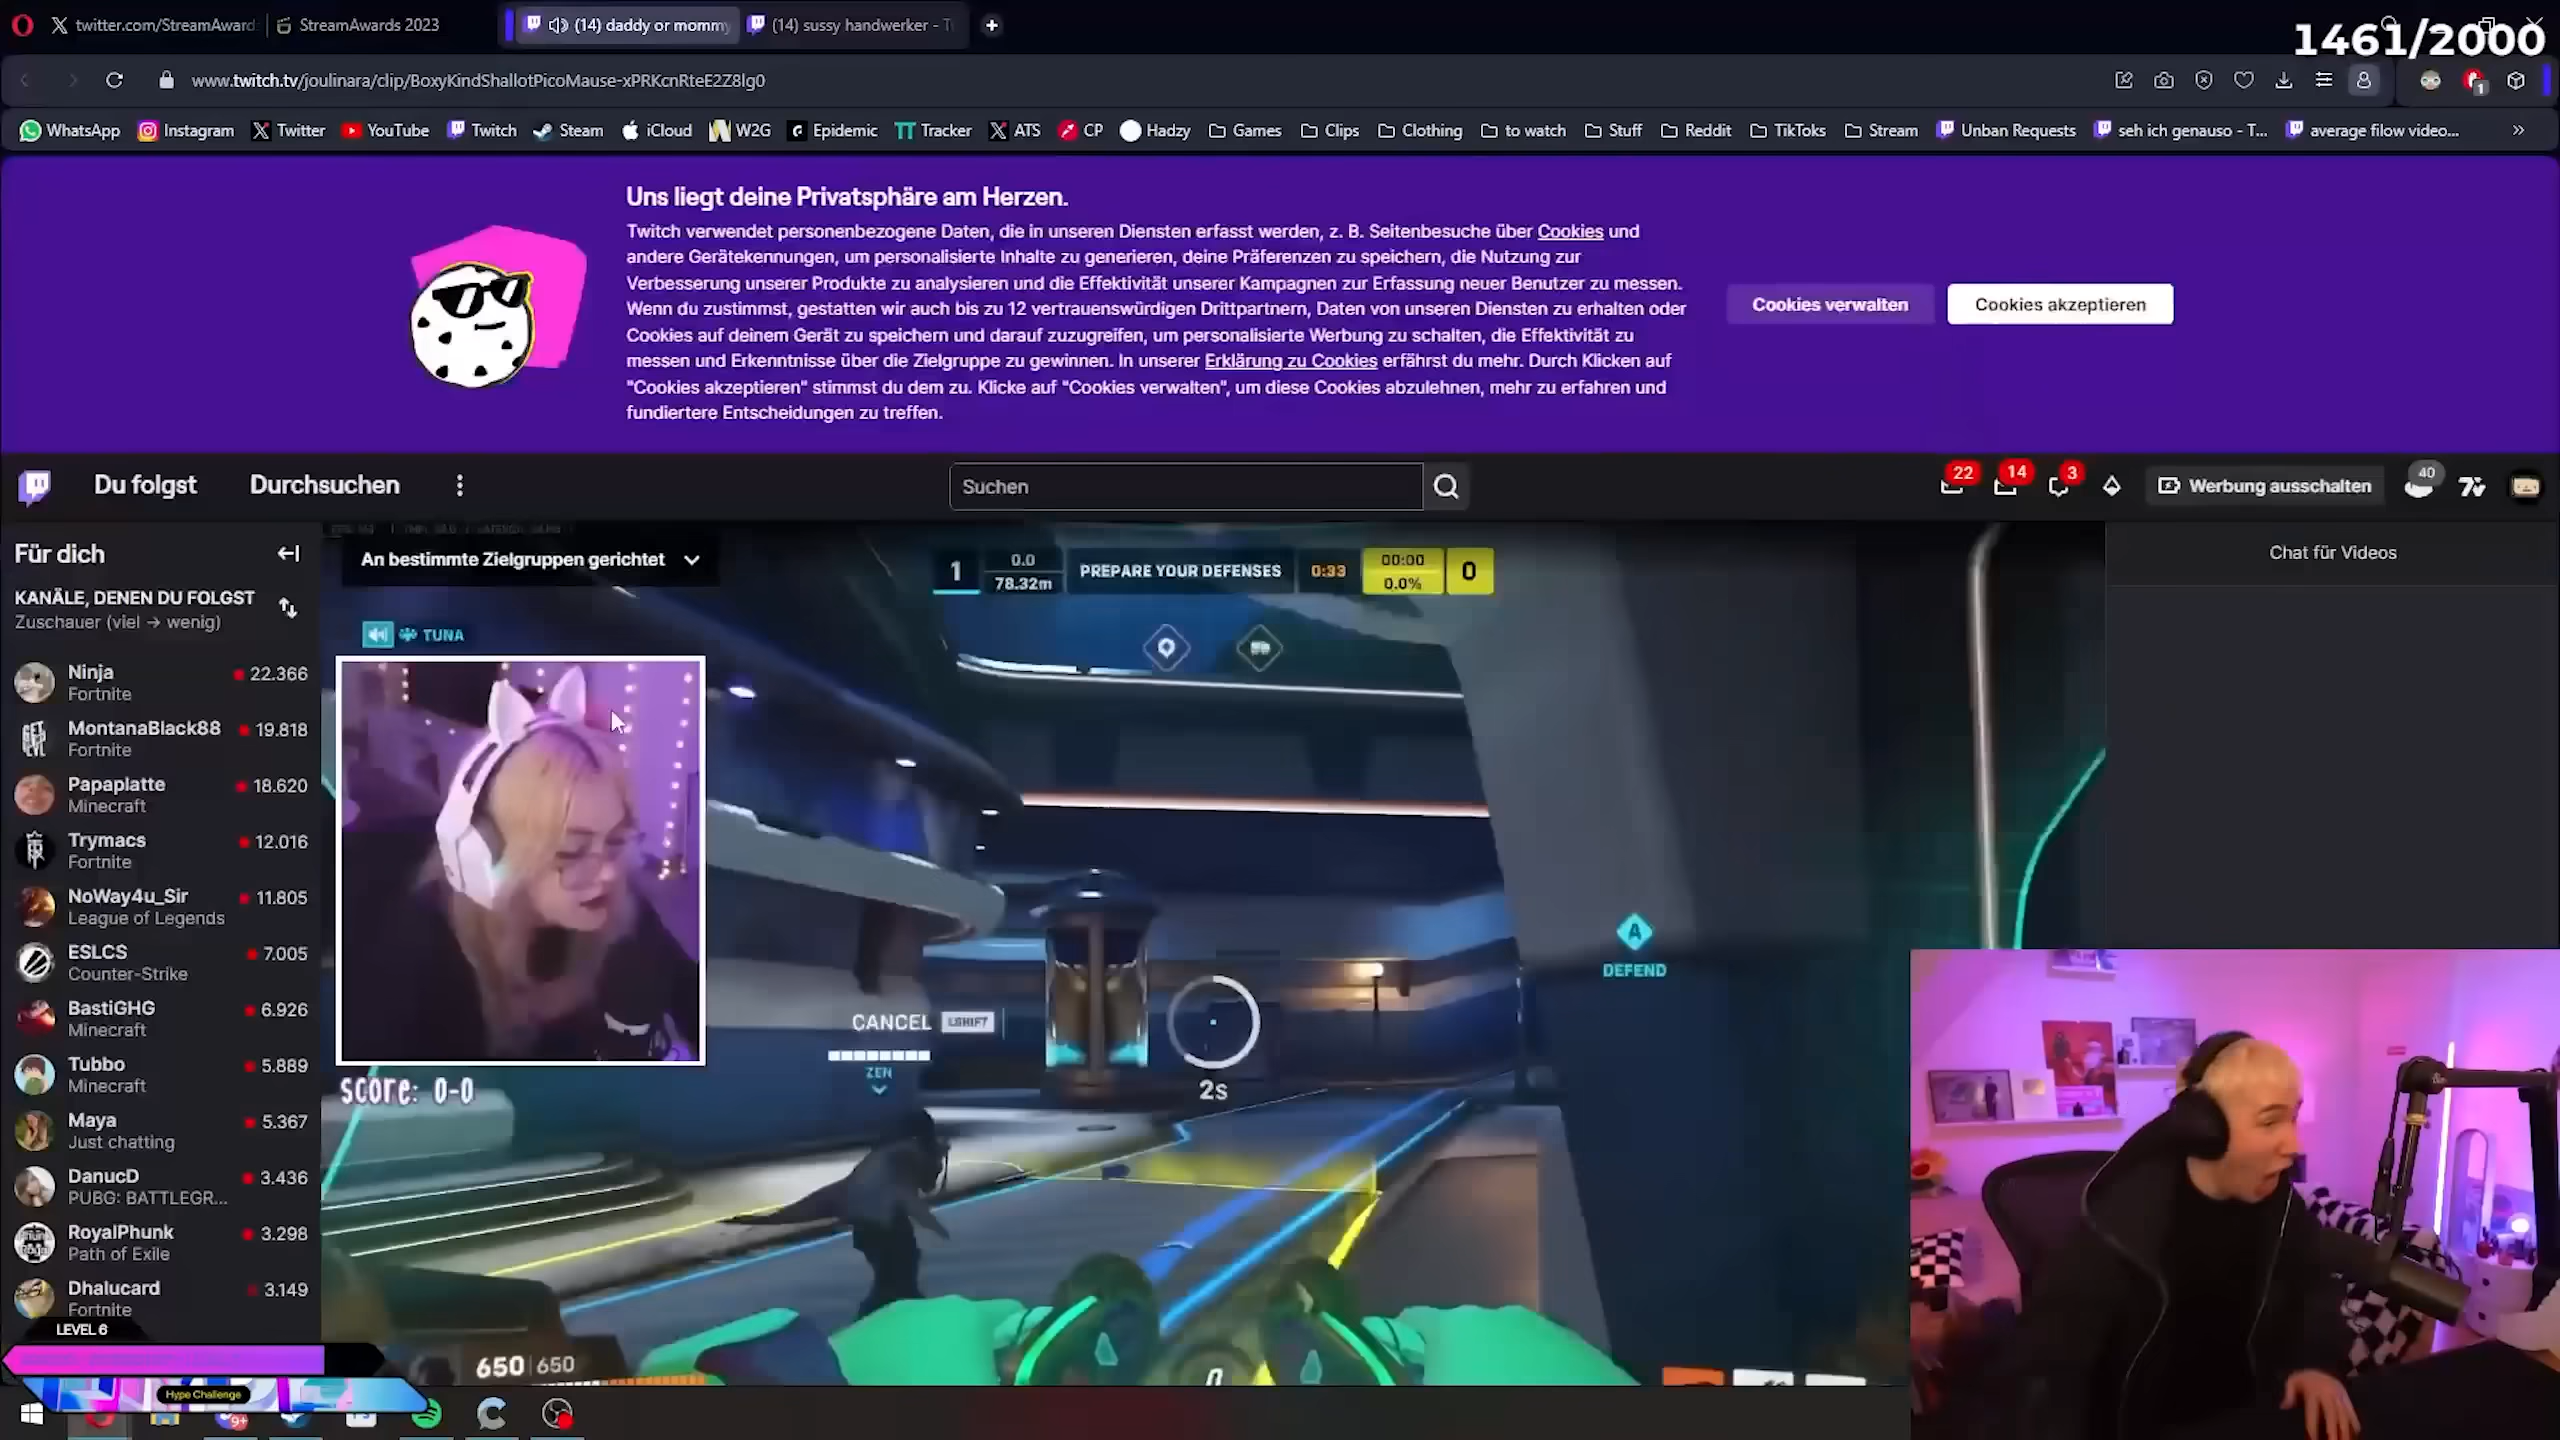 twitter.com/StreamAward
StreamAwards 2023
(14) daddy or mommy
(14) sussy handwerker - T
1461/2000
www.twitch.tv/joulinara/clip/BoxyKindShallotPicoMause-xPRKcnRteE2Z8lg0
1
WhatsApp
Instagram
Twitter
YouTube
Twitch
Steam
iCloud
W2G
Epidemic
Tracker
ATS
CP
Hadzy
Games
Clips
Clothing
to watch
Stuff
Reddit
TikToks
Stream
Unban Requests
seh ich genauso - T...
average filow video...
Uns liegt deine Privatsphäre am Herzen.
Twitch verwendet personenbezogene Daten, die in unseren Diensten erfasst werden, z. B. Seitenbesuche über Cookies und
andere Gerätekennungen, um personalisierte Inhalte zu generieren, deine Präferenzen zu speichern, die Nutzung zur
Verbesserung unserer Produkte zu analysieren und die Effektivität unserer Kampagnen zur Erfassung neuer Benutzer zu messen.
Wenn du zustimmst, gestatten wir auch bis zu 12 vertrauenswürdigen Drittpartnern, Daten von unseren Diensten zu erhalten oder
Cookies auf deinem Gerät zu speichern und darauf zuzugreifen, um personalisierte Werbung zu schalten, die Effektivität zu
messen und Erkenntnisse über die Zielgruppe zu gewinnen. In unserer Erklärung zu Cookies erfährst du mehr. Durch Klicken auf
"Cookies akzeptieren" stimmst du dem zu. Klicke auf "Cookies verwalten", um diese Cookies abzulehnen, mehr zu erfahren und
fundiertere Entscheidungen zu treffen.
Cookies verwalten
Cookies akzeptieren
Du folgst
Durchsuchen
Suchen
22
14
3
Werbung ausschalten
40
Für dich
KANÄLE, DENEN DU FOLGST
Zuschauer (viel → wenig)
Ninja 22.366
Fortnite
MontanaBlack88 19.818
Fortnite
Papaplatte 18.620
Minecraft
Trymacs 12.016
Fortnite
NoWay4u_Sir 11.805
League of Legends
ESLCS 7.005
Counter-Strike
BastiGHG 6.926
Minecraft
Tubbo 5.889
Minecraft
Maya 5.367
Just chatting
DanucD 3.436
PUBG: BATTLEGR...
RoyalPhunk 3.298
Path of Exile
Dhalucard 3.149
Fortnite
LEVEL 6
Hype Challenge
9+
An bestimmte Zielgruppen gerichtet
TUNA
1
0.0
78.32m
PREPARE YOUR DEFENSES
0:33
00:00
0.0%
0
score: 0-0
CANCEL LSHIFT
ZEN
2s
A
DEFEND
650 | 650
0
Chat für Videos